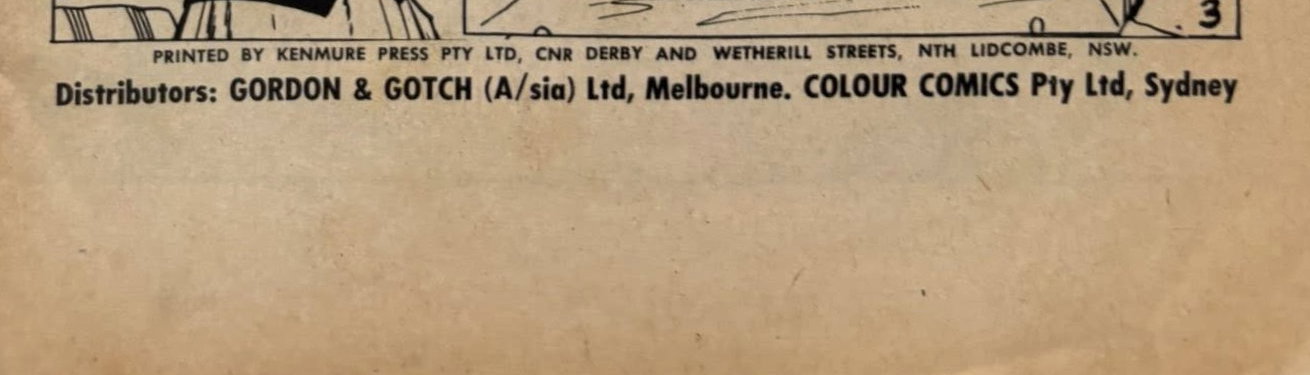 3
PRINTED BY KENMURE PRESS PTY LTD, CNR DERBY AND WETHERILL STREETS, NTH LIDCOMBE, NSW.
Distributors: GORDON & GOTCH (A/sia) Ltd, Melbourne. COLOUR COMICS Pty Ltd, Sydney